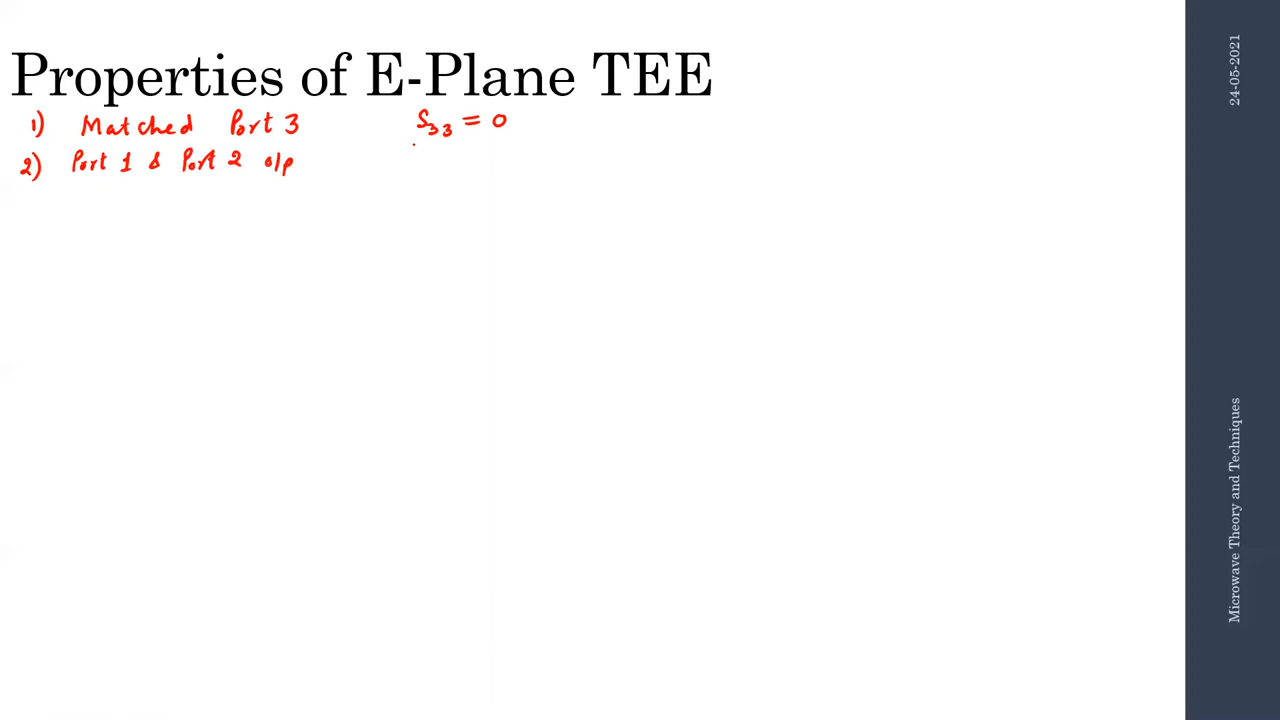 Properties of E-Plane TEE
1) Matched Port 3 S33 = 0
2) Port 1 & Port 2 o/p
24-05-2021
Microwave Theory and Techniques